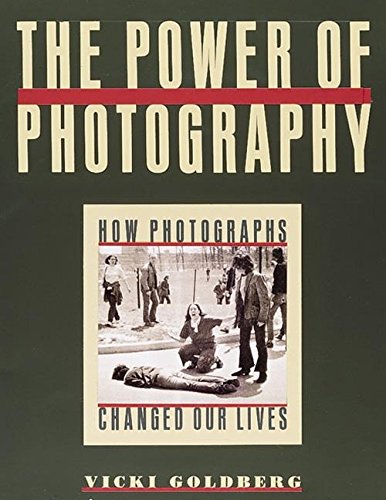 THE POWER OF
PHOTOGRAPHY
HOW PHOTOGRAPHS
CHANGED OUR LIVES
VICKI GOLDBERG